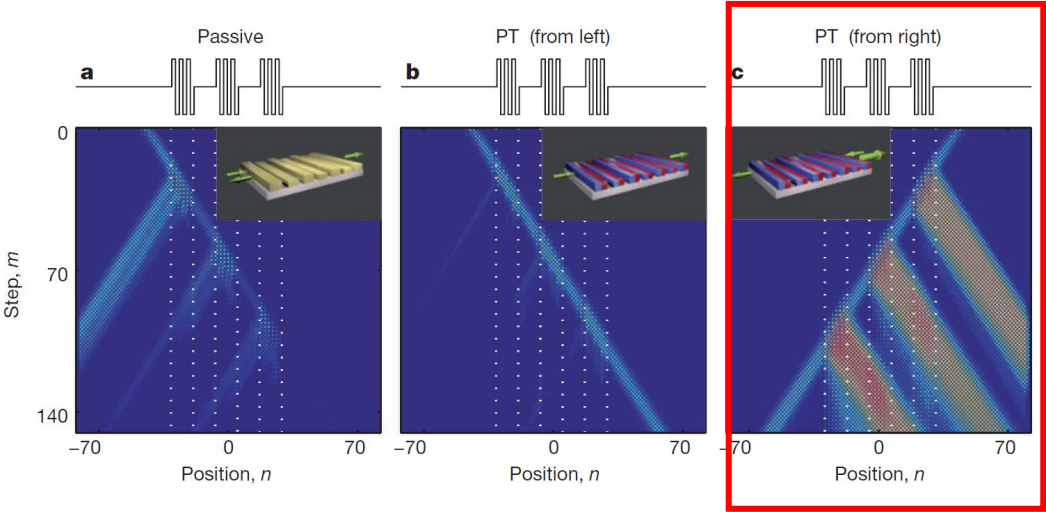 Passive
PT (from left)
PT (from right)
a
b
c
0
70
140
Step, m
−70
0
70
−70
0
70
−70
0
70
Position, n
Position, n
Position, n